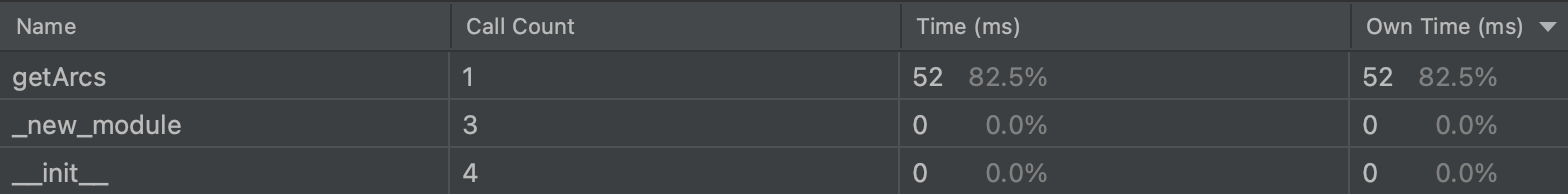 Name Call Count Time (ms) Own Time (ms)
getArcs 1 52 82.5% 52 82.5%
_new_module 3 0 0.0% 0 0.0%
__init__ 4 0 0.0% 0 0.0%